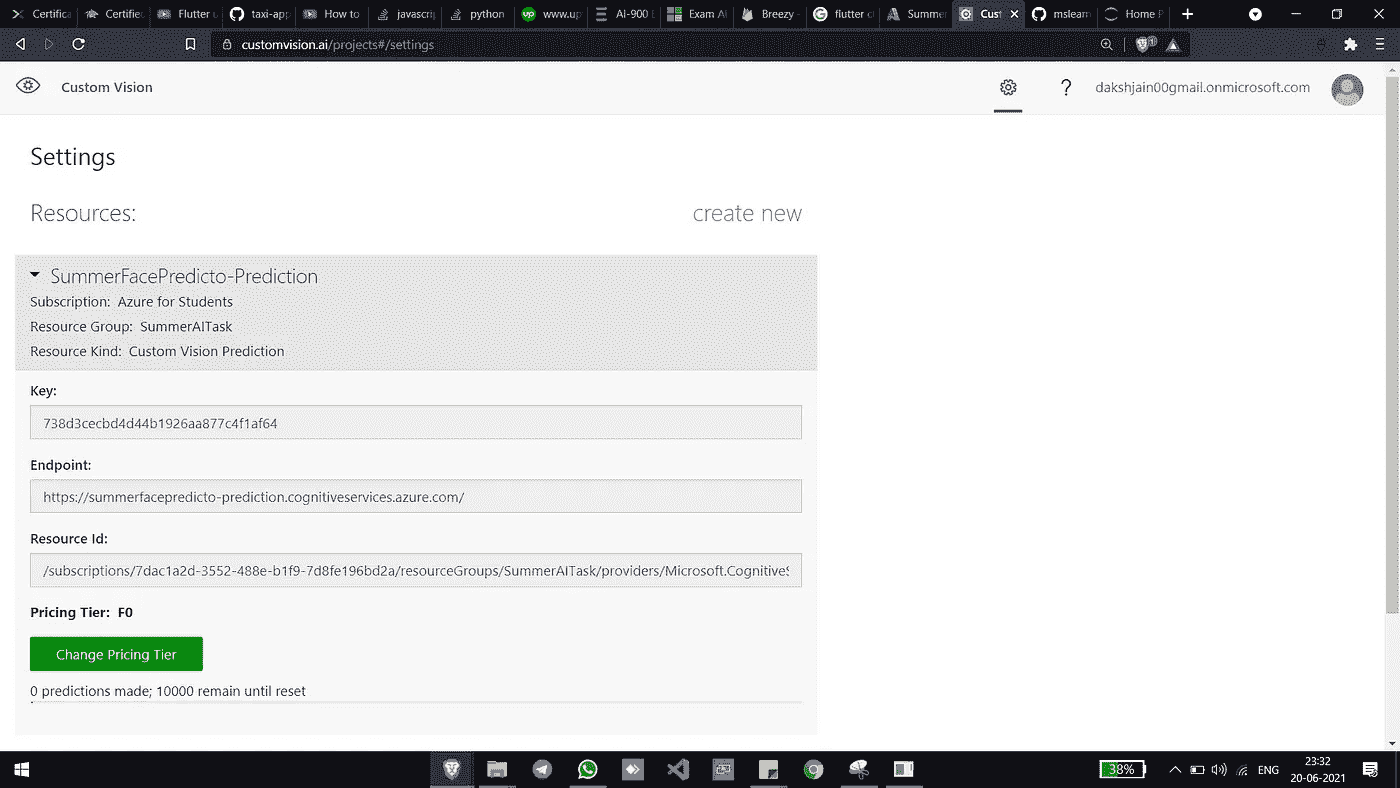 Certifica
Certified
Flutter u
taxi-app
How to
javascrip
python
www.up
AI-900
Exam AI
Breezy
flutter c
Summer
Cust
mslearn
Home P
customvision.ai/projects#/settings
Custom Vision
dakshjain00gmail.onmicrosoft.com
Settings
Resources:
create new
SummerFacePredicto-Prediction
Subscription: Azure for Students
Resource Group: SummerAITask
Resource Kind: Custom Vision Prediction
Key:
738d3cecbd4d44b1926aa877c4f1af64
Endpoint:
https://summerfacepredicto-prediction.cognitiveservices.azure.com/
Resource Id:
/subscriptions/7dac1a2d-3552-488e-b1f9-7d8fe196bd2a/resourceGroups/SummerAITask/providers/Microsoft.CognitiveS
Pricing Tier: F0
Change Pricing Tier
0 predictions made; 10000 remain until reset
38%
ENG
23:32
20-06-2021